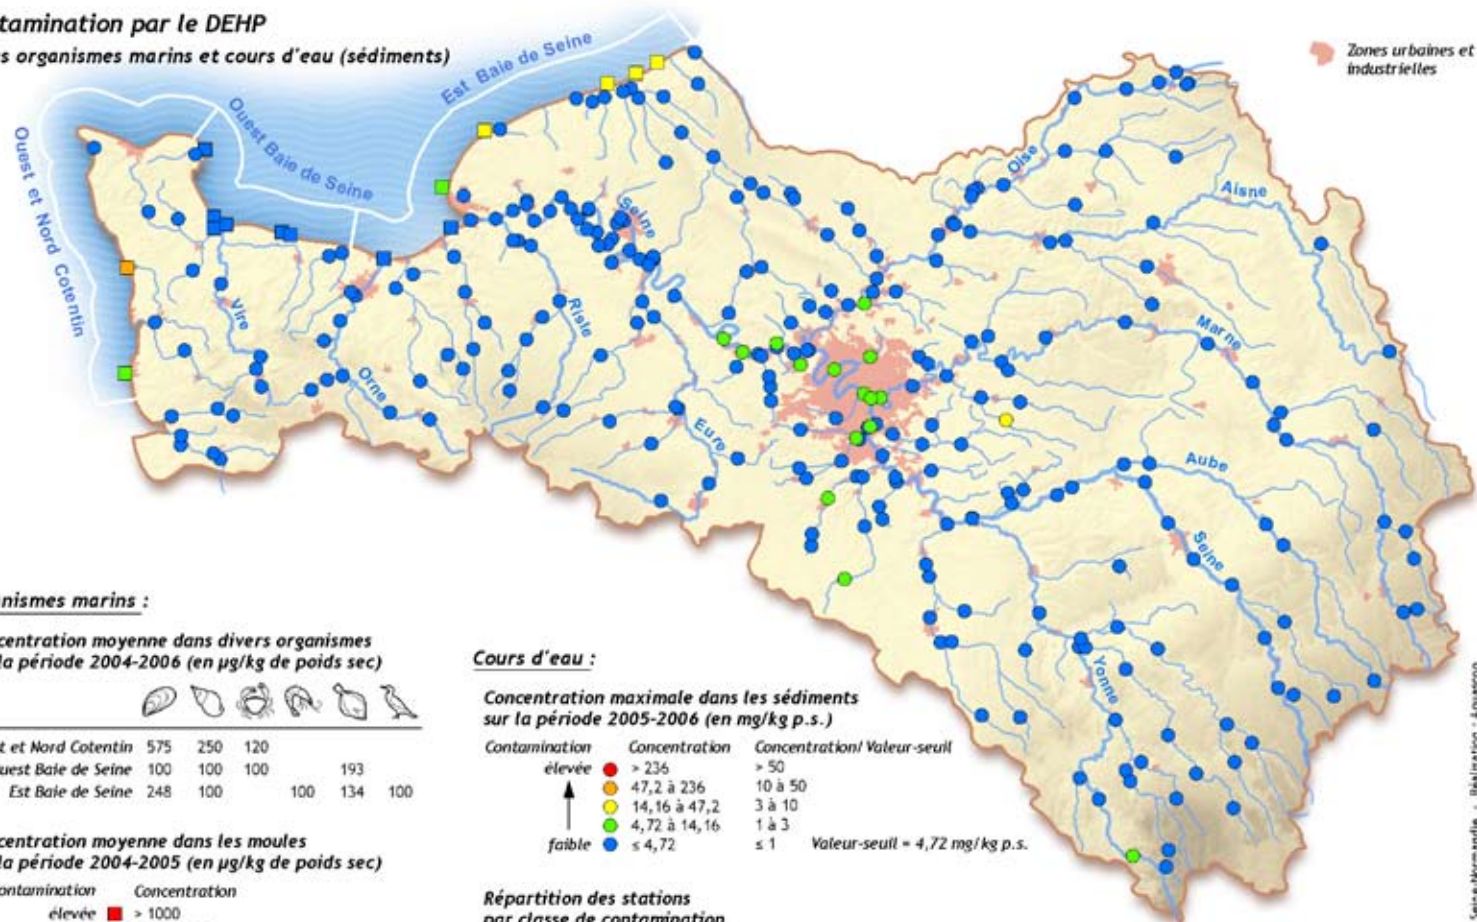 tamination par le DEHP
s organismes marins et cours d'eau (sédiments)
Zones urbaines et
industrielles
Ouest et Nord Cotentin
Ouest Baie de Seine
Est Baie de Seine
Oise
Aisne
Seine
Vire
Risle
Marne
Orne
Eure
Aube
Seine
Yonne
nismes marins :
centration moyenne dans divers organismes
la période 2004-2006 (en µg/kg de poids sec)
t et Nord Cotentin 575 250 120
uest Baie de Seine 100 100 100 193
Est Baie de Seine 248 100 100 134 100
centration moyenne dans les moules
la période 2004-2005 (en µg/kg de poids sec)
ontamination Concentration
élevée > 1000
Cours d'eau :
Concentration maximale dans les sédiments
sur la période 2005-2006 (en mg/kg p.s.)
Contamination Concentration Concentration/ Valeur-seuil
élevée > 236 > 50
47,2 à 236 10 à 50
14,16 à 47,2 3 à 10
4,72 à 14,16 1 à 3
faible ≤ 4,72 ≤ 1 Valeur-seuil = 4,72 mg/kg p.s.
Répartition des stations
par classe de contamination
Seine-Normandie - Réalisation :